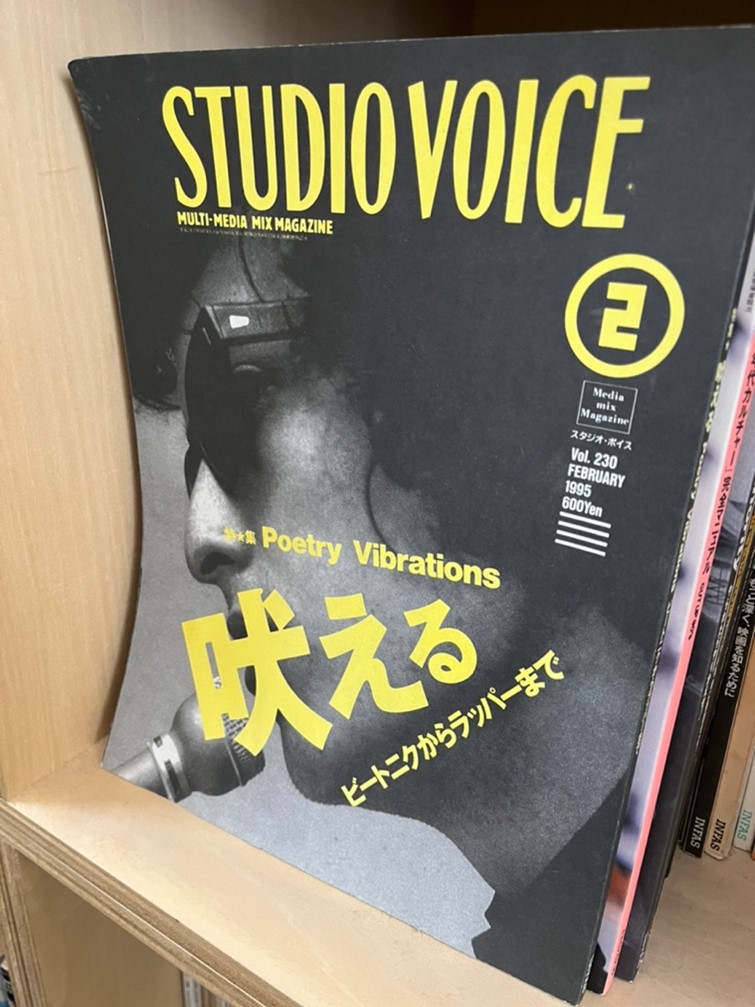 STUDIO VOICE
MULTI-MEDIA MIX MAGAZINE
2
Media
mix
Magazine
スタジオ・ボイス
Vol. 230
FEBRUARY
1995
600Yen
特★集 Poetry Vibrations
吠える
ビートニクからラッパーまで
INFAS
INFAS
INFAS